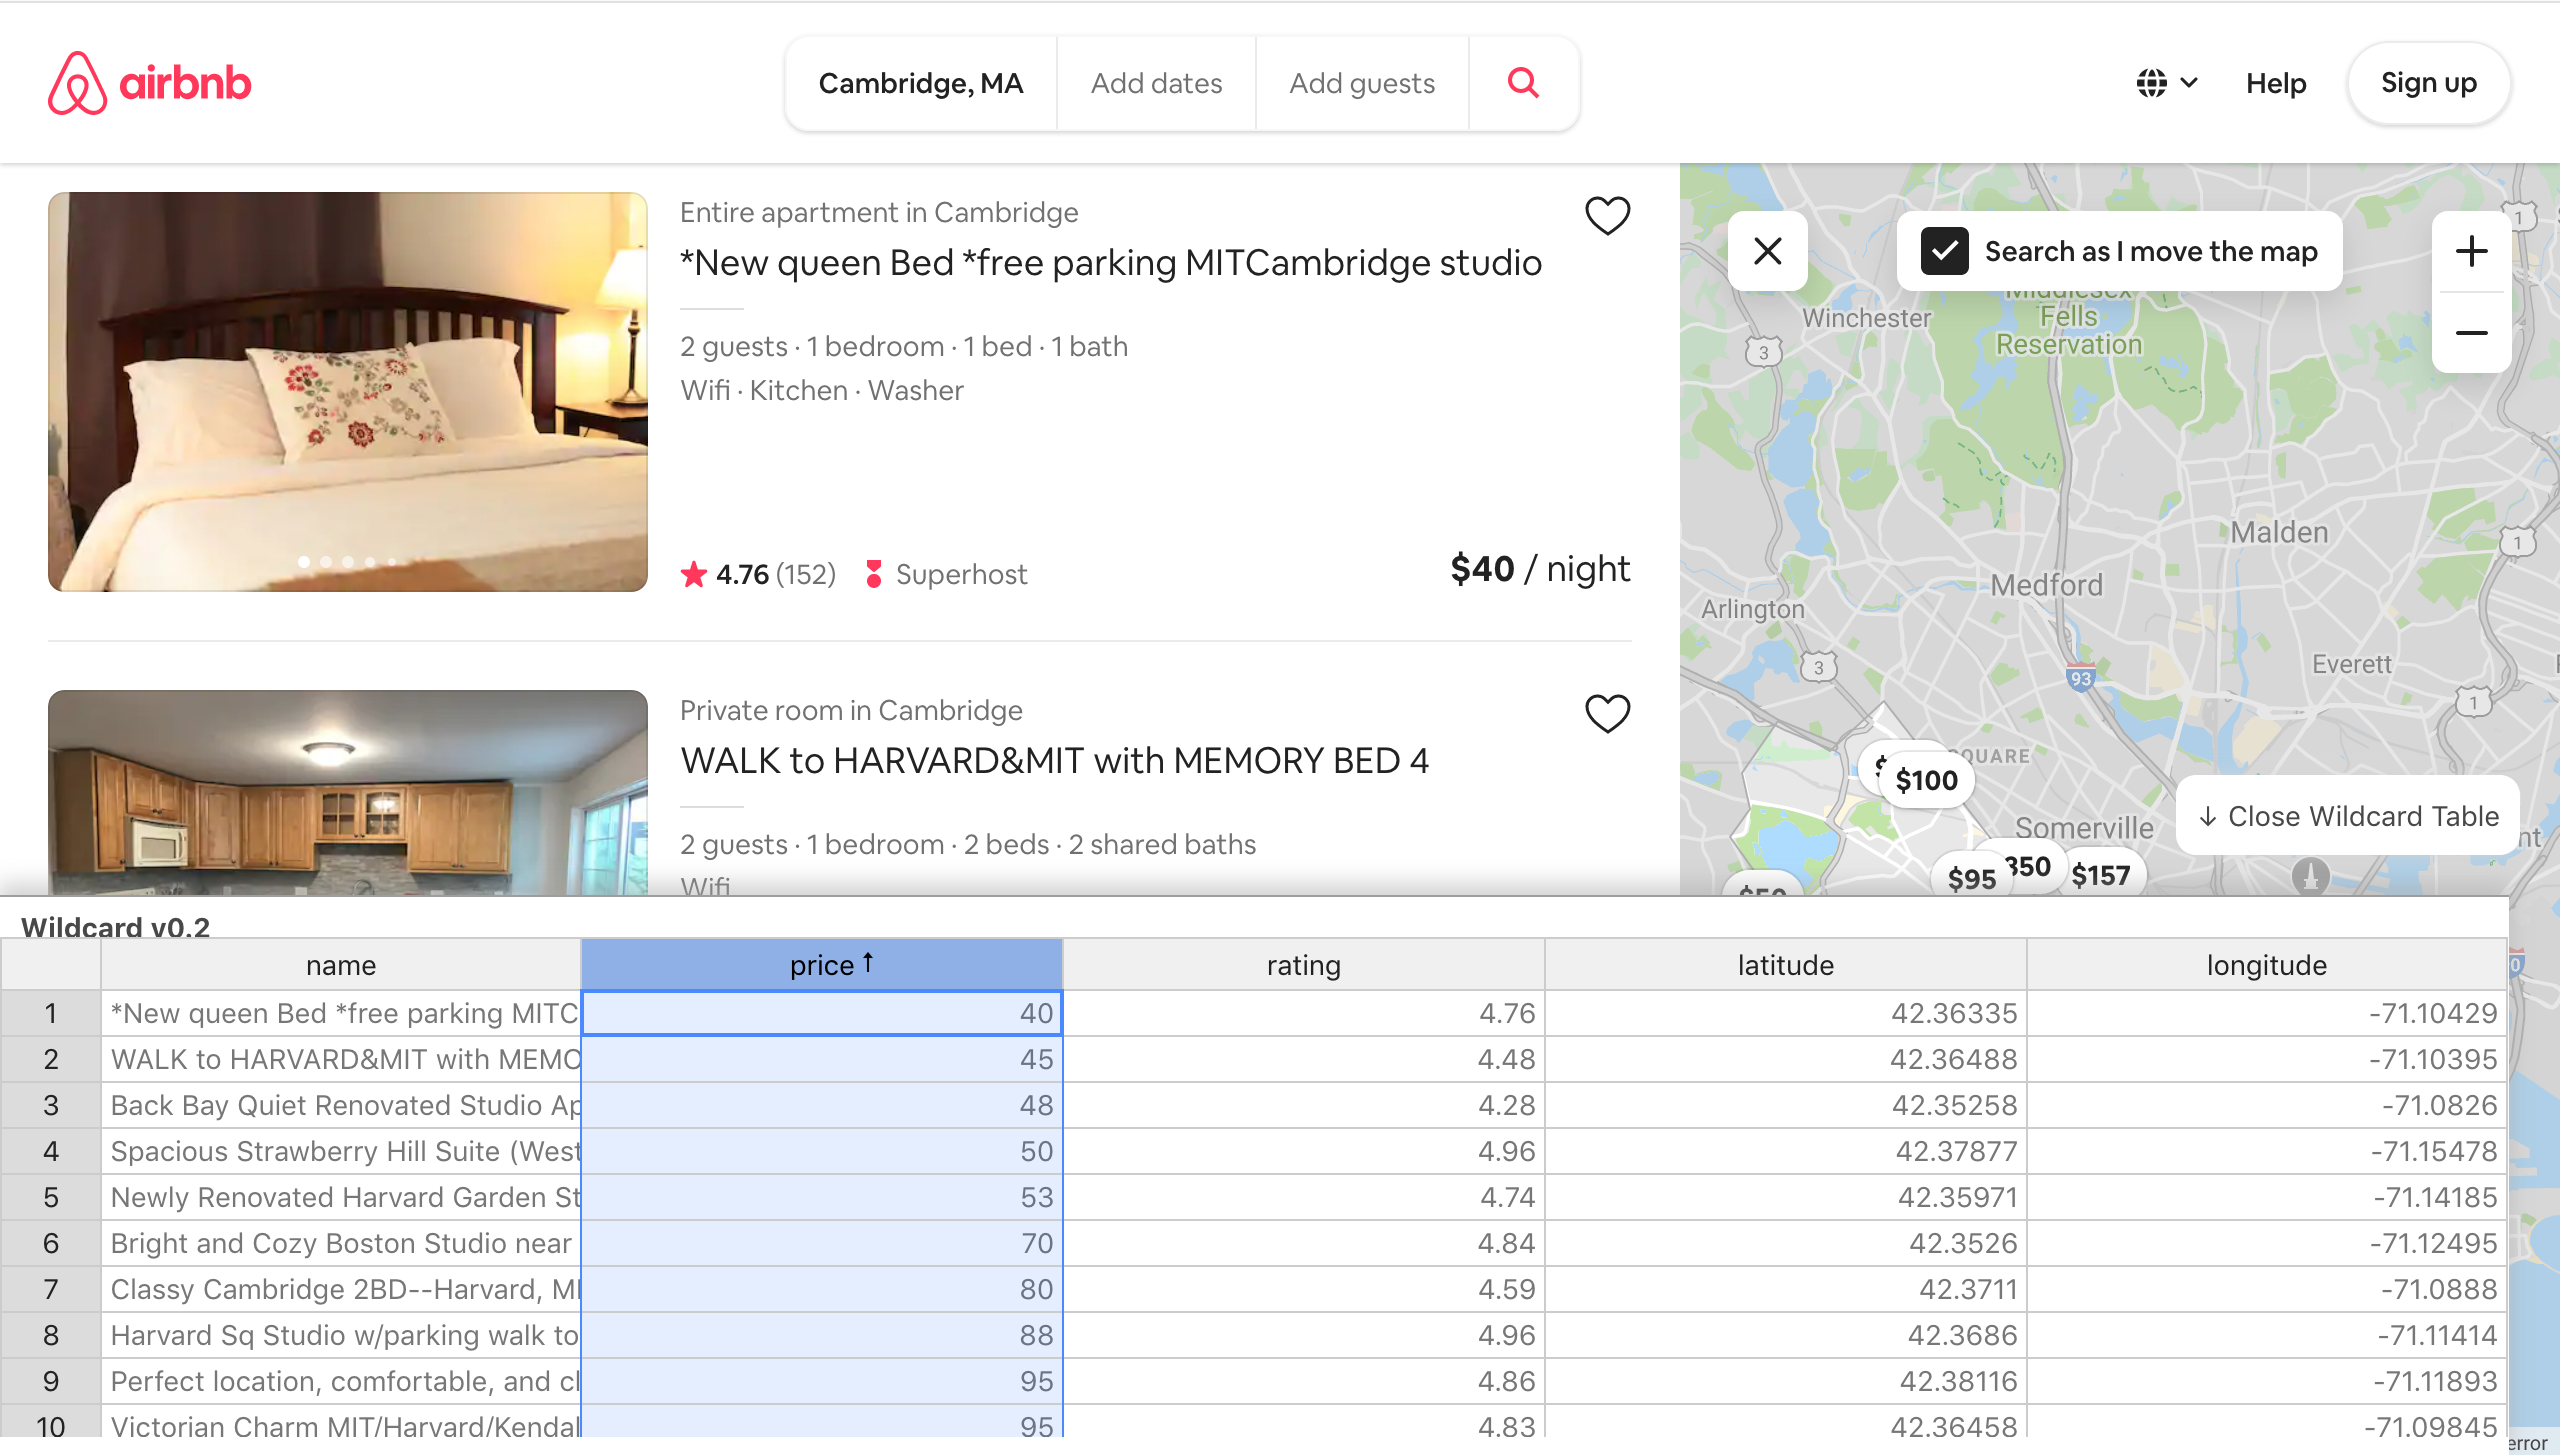 airbnb
Cambridge, MA
Add dates
Add guests
Help
Sign up
Entire apartment in Cambridge
*New queen Bed *free parking MITCambridge studio
2 guests · 1 bedroom · 1 bed · 1 bath
Wifi · Kitchen · Washer
4.76 (152) Superhost
$40 / night
Private room in Cambridge
WALK to HARVARD&MIT with MEMORY BED 4
2 guests · 1 bedroom · 2 beds · 2 shared baths
Wifi
Search as I move the map
1
Winchester
Middlesex
Fells
Reservation
3
Malden
1
Medford
Arlington
3
Everett
93
1
$100
SQUARE
Somerville
↓ Close Wildcard Table
$95
350
$157
$50
Wildcard v0.2
name price ↑ rating latitude longitude
1 *New queen Bed *free parking MITC 40 4.76 42.36335 -71.10429
2 WALK to HARVARD&MIT with MEMO 45 4.48 42.36488 -71.10395
3 Back Bay Quiet Renovated Studio Ap 48 4.28 42.35258 -71.0826
4 Spacious Strawberry Hill Suite (West 50 4.96 42.37877 -71.15478
5 Newly Renovated Harvard Garden St 53 4.74 42.35971 -71.14185
6 Bright and Cozy Boston Studio near 70 4.84 42.3526 -71.12495
7 Classy Cambridge 2BD--Harvard, MI 80 4.59 42.3711 -71.0888
8 Harvard Sq Studio w/parking walk to 88 4.96 42.3686 -71.11414
9 Perfect location, comfortable, and cl 95 4.86 42.38116 -71.11893
10 Victorian Charm MIT/Harvard/Kendal 95 4.83 42.36458 -71.09845
error